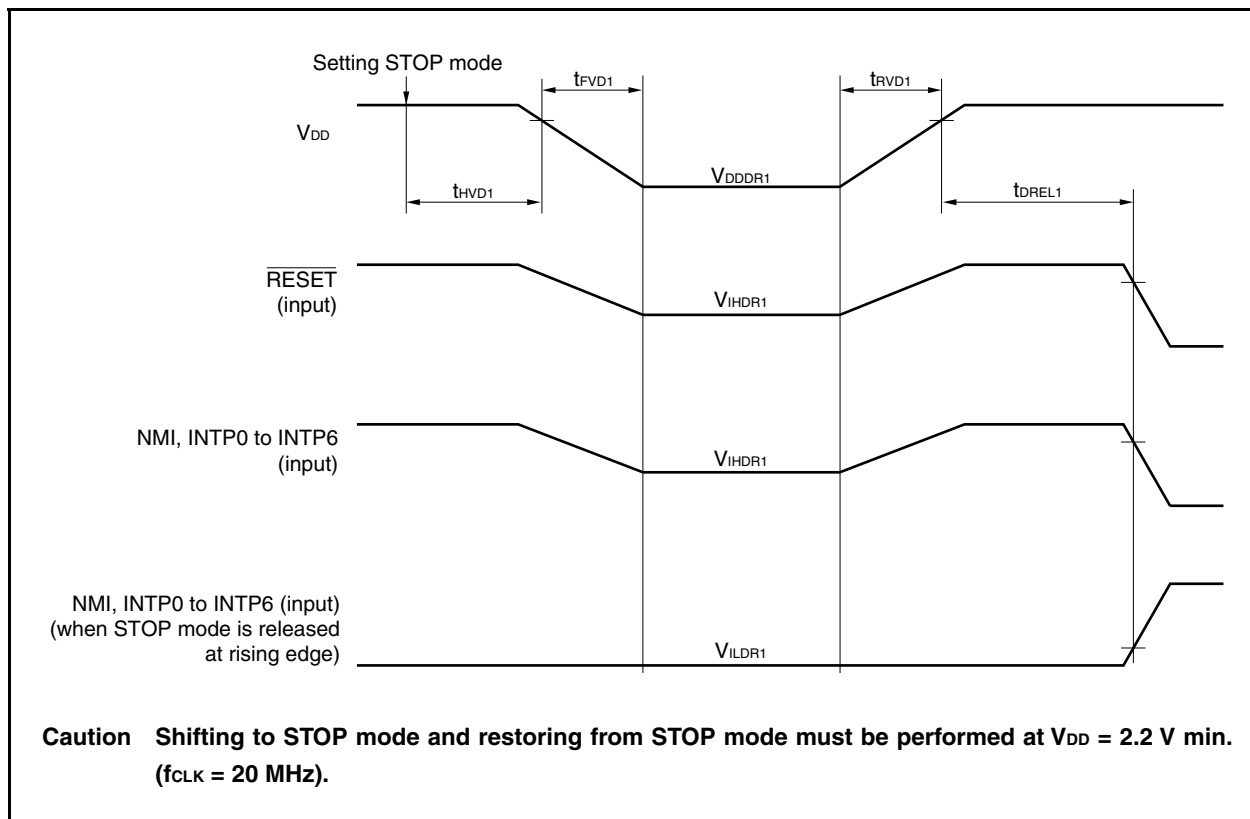 Setting STOP mode
tFVD1
tRVD1
VDD
VDDDR1
tHVD1
tDREL1
RESET
(input)
VIHDR1
NMI, INTP0 to INTP6
(input)
VIHDR1
NMI, INTP0 to INTP6 (input)
(when STOP mode is released
at rising edge)
VILDR1
Caution Shifting to STOP mode and restoring from STOP mode must be performed at VDD = 2.2 V min.
(fCLK = 20 MHz).